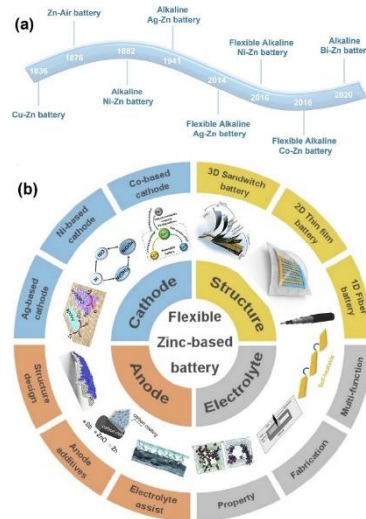 (a)
Zn-Air battery
Alkaline
Ag-Zn battery
Flexible Alkaline
Ni-Zn battery
Alkaline
Bi-Zn batter
1836
1878
1882
1941
2014
2016
2016
2020
Cu-Zn battery
Alkaline
Ni-Zn battery
Flexible Alkaline
Ag-Zn bettery
Flexible Alkaline
Co-Zn battery
(b)
Co-based
cathode
3D Sandwitch
battery
Ni-based
cathode
2D Thin film
battery
Ag-based
cathode
1D Fiber
battery
Cathode
Structure
Flexible
Zinc-based
battery
Anode
Electrolyte
Structure
design
Multi-function
Anode
additives
Fabrication
Electrolyte
assist
Property